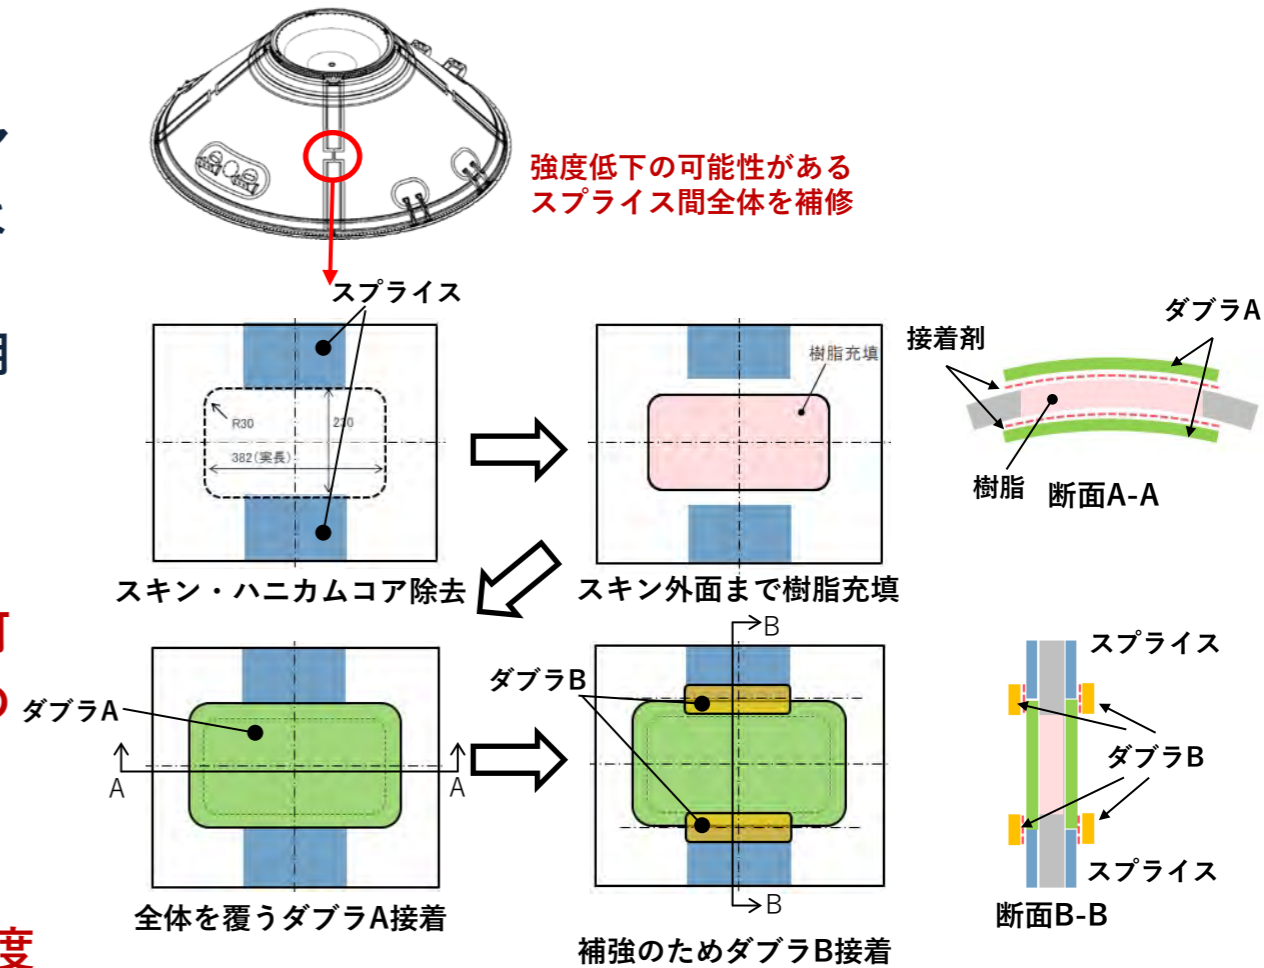 強度低下の可能性がある
スプライス間全体を補修
スプライス
R30
230
382(実長)
スキン・ハニカムコア除去
樹脂充填
スキン外面まで樹脂充填
ダブラA
接着剤
樹脂
断面A-A
ダブラA
A
A
全体を覆うダブラA接着
B
ダブラB
B
補強のためダブラB接着
スプライス
ダブラB
スプライス
断面B-B
度